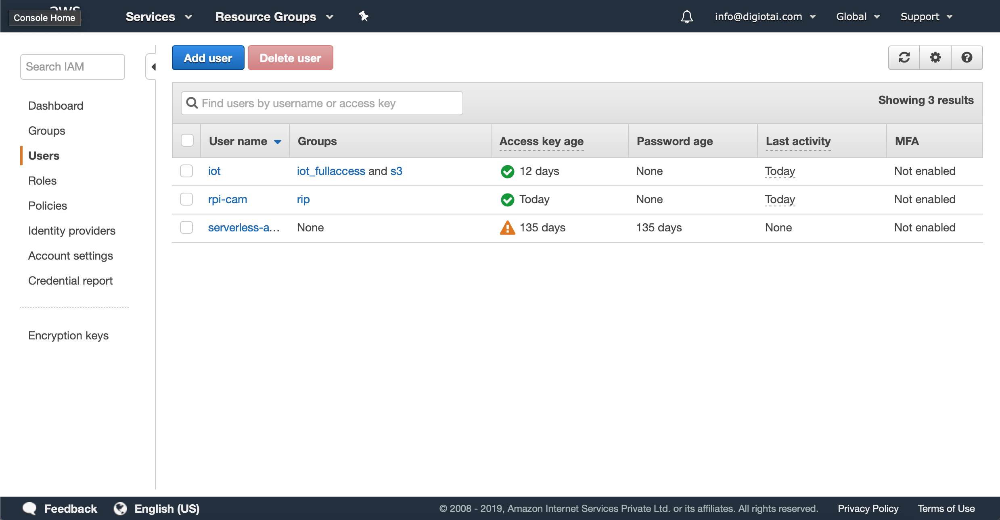 aws
Console Home
Services
Resource Groups
info@digiotai.com
Global
Support
Search IAM
Dashboard
Groups
Users
Roles
Policies
Identity providers
Account settings
Credential report
Encryption keys
Add user
Delete user
Find users by username or access key
Showing 3 results
User name Groups Access key age Password age Last activity MFA
iot iot_fullaccess and s3 12 days None Today Not enabled
rpi-cam rip Today None Today Not enabled
serverless-a... None 135 days 135 days None Not enabled
Feedback English (US) © 2008 - 2019, Amazon Internet Services Private Ltd. or its affiliates. All rights reserved. Privacy Policy Terms of Use